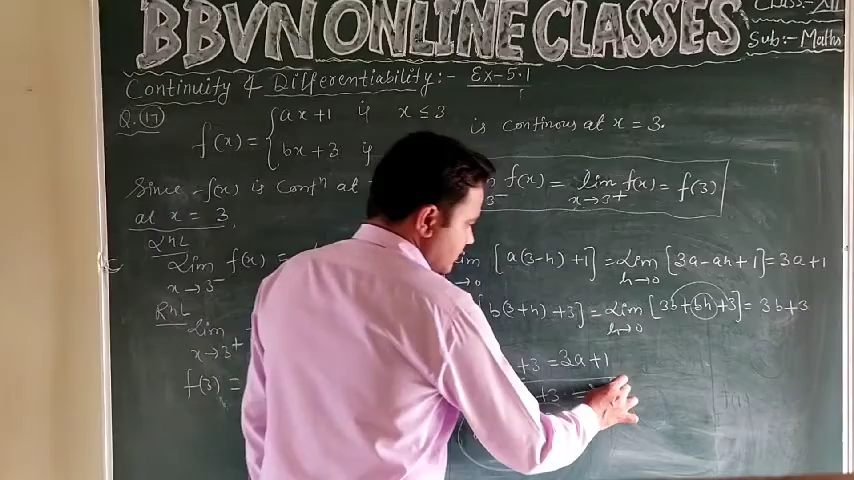 BBVN ONLINE CLASSES
Class:- XII
Sub:- Maths
Continuity & Differentiability:- Ex-5.1
Q. 17
f(x) = { ax+1 if x ≤ 3
bx+3 if
is continous at x = 3.
Since f(x) is contⁿ at
f(x) = lim x→3⁺ f(x) = f(3)
at x = 3
LHL
Lim x→3⁻ f(x) =
[a(3-h)+1] = Lim h→0 [3a-ah+1] = 3a+1
RHL
Lim x→3⁺
b(3+h)+3] = Lim h→0 [3b+bh+3] = 3b+3
f(3) =
+3 = 3a+1
+3 =